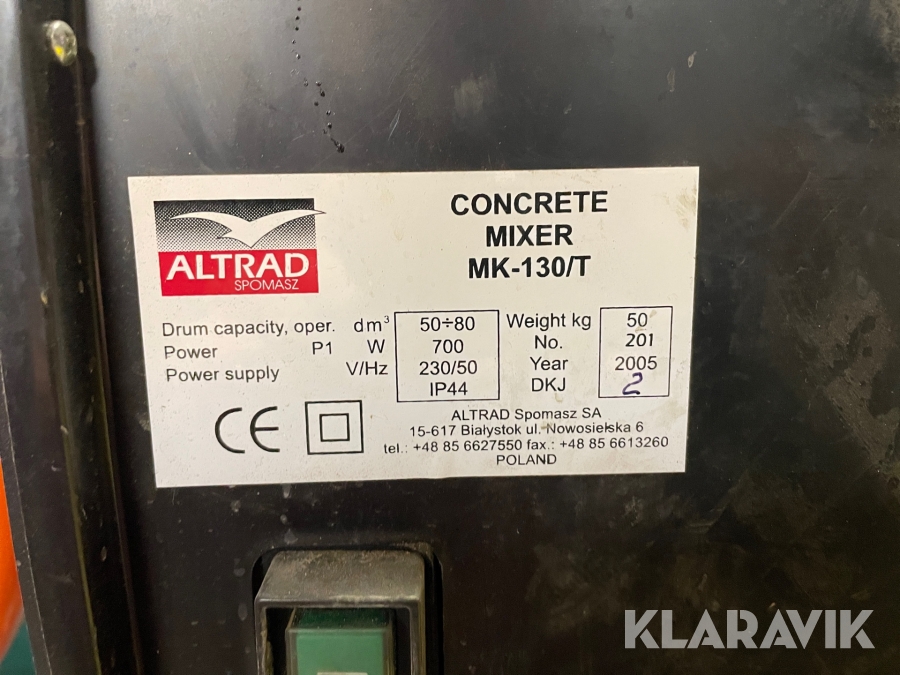 ALTRAD
SPOMASZ
CONCRETE
MIXER
MK-130/T
Drum capacity, oper. dm³ 50÷80 Weight kg 50
Power P1 W 700 No. 201
Power supply V/Hz 230/50 Year 2005
IP44 DKJ 2
CE
ALTRAD Spomasz SA
15-617 Białystok ul. Nowosielska 6
tel.: +48 85 6627550 fax.: +48 85 6613260
POLAND
KLARAVIK